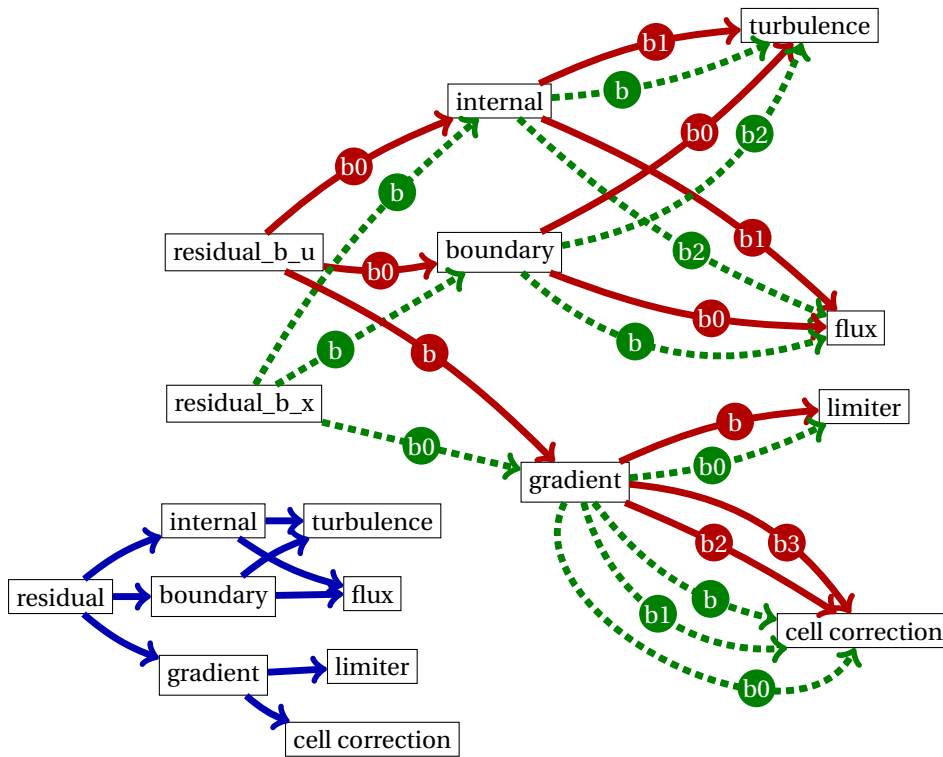 turbulence
b1
b
internal
b0
b2
b0
b
residual_b_u
boundary
b1
b0
b2
b
b0
b
flux
b
residual_b_x
limiter
b
b0
b0
gradient
internal
turbulence
b2
b3
residual
boundary
flux
b
b1
cell correction
gradient
limiter
b0
cell correction